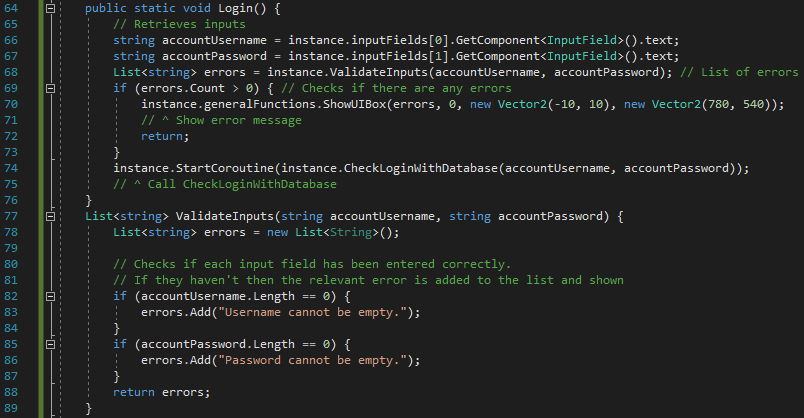 64 public static void Login() {
65 // Retrieves inputs
66 string accountUsername = instance.inputFields[0].GetComponent<InputField>().text;
67 string accountPassword = instance.inputFields[1].GetComponent<InputField>().text;
68 List<string> errors = instance.ValidateInputs(accountUsername, accountPassword); // List of errors
69 if (errors.Count > 0) { // Checks if there are any errors
70 instance.generalFunctions.ShowUIBox(errors, 0, new Vector2(-10, 10), new Vector2(780, 540));
71 // ^ Show error message
72 return;
73 }
74 instance.StartCoroutine(instance.CheckLoginWithDatabase(accountUsername, accountPassword));
75 // ^ Call CheckLoginWithDatabase
76 }
77 List<string> ValidateInputs(string accountUsername, string accountPassword) {
78 List<string> errors = new List<String>();
79
80 // Checks if each input field has been entered correctly.
81 // If they haven't then the relevant error is added to the list and shown
82 if (accountUsername.Length == 0) {
83 errors.Add("Username cannot be empty.");
84 }
85 if (accountPassword.Length == 0) {
86 errors.Add("Password cannot be empty.");
87 }
88 return errors;
89 }